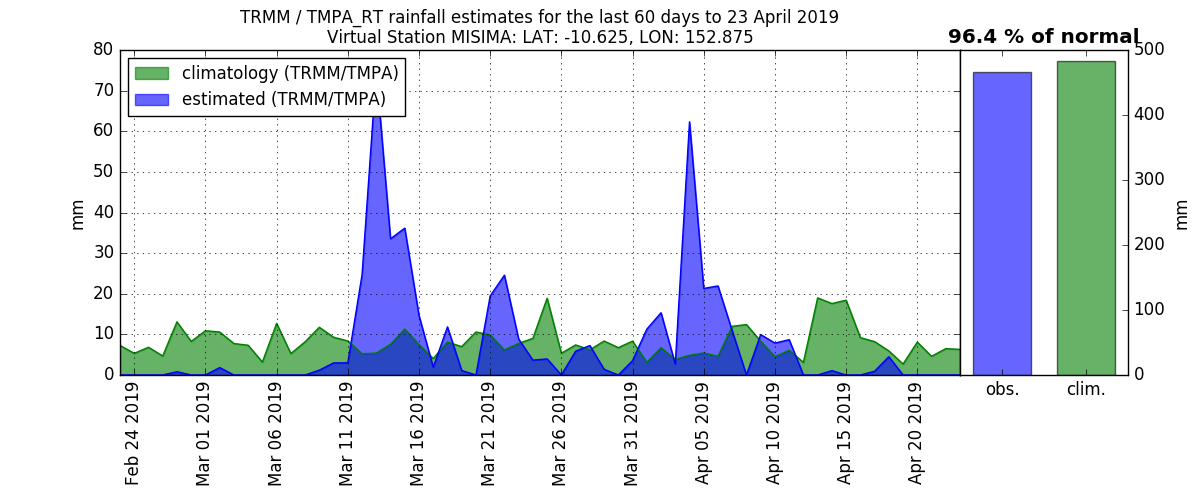 TRMM / TMPA_RT rainfall estimates for the last 60 days to 23 April 2019
Virtual Station MISIMA: LAT: -10.625, LON: 152.875
96.4 % of normal
climatology (TRMM/TMPA)
estimated (TRMM/TMPA)
mm
80
70
60
50
40
30
20
10
0
Feb 24 2019
Mar 01 2019
Mar 06 2019
Mar 11 2019
Mar 16 2019
Mar 21 2019
Mar 26 2019
Mar 31 2019
Apr 05 2019
Apr 10 2019
Apr 15 2019
Apr 20 2019
obs.
clim.
500
400
300
200
100
0
mm